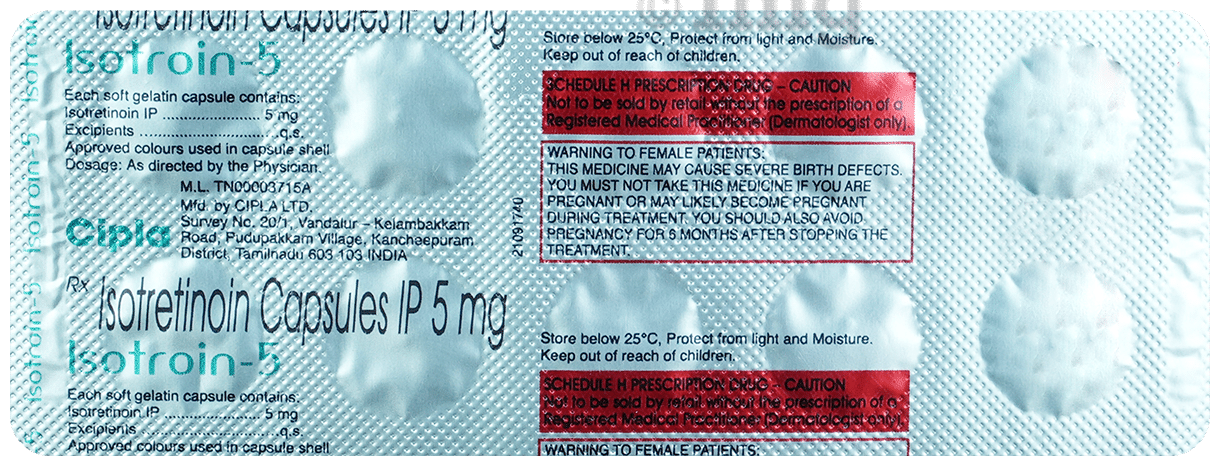 Isotretinoin Capsules IP 5 mg
Isotroin-5
Each soft gelatin capsule contains:
Isotretinoin IP ............................ 5 mg
Excipients ................................ .q.s.
Approved colours used in capsule shell
Dosage: As directed by the Physician.
M.L. TN00003715A
Mfd. by CIPLA LTD.
Cipla
Survey No. 20/1, Vandalur – Kelambakkam
Road, Pudupakkam Village, Kancheepuram
District, Tamilnadu 603 103 INDIA
Rx Isotretinoin Capsules IP 5 mg
Isotroin-5
Each soft gelatin capsule contains:
Isotretinoin IP ...................... 5 mg
Excipients ................................q.s.
Approved colours used in capsule shell
Isotroin-5 Isotroin-5 Isotroin-5
21091740
Store below 25°C, Protect from light and Moisture.
Keep out of reach of children.
SCHEDULE H PRESCRIPTION DRUG – CAUTION
Not to be sold by retail without the prescription of a
Registered Medical Practitioner (Dermatologist only).
WARNING TO FEMALE PATIENTS:
THIS MEDICINE MAY CAUSE SEVERE BIRTH DEFECTS.
YOU MUST NOT TAKE THIS MEDICINE IF YOU ARE
PREGNANT OR MAY LIKELY BECOME PREGNANT
DURING TREATMENT. YOU SHOULD ALSO AVOID
PREGNANCY FOR 6 MONTHS AFTER STOPPING THE
TREATMENT.
Store below 25°C, Protect from light and Moisture.
Keep out of reach of children.
SCHEDULE H PRESCRIPTION DRUG – CAUTION
Not to be sold by retail without the prescription of a
Registered Medical Practitioner (Dermatologist only)
WARNING TO FEMALE PATIENTS: